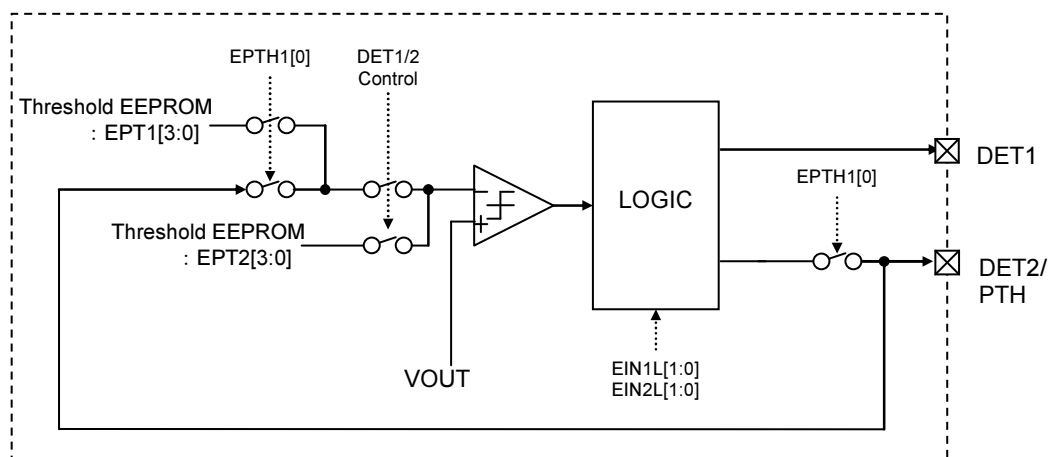 EPTH1[0]
DET1/2
Control
Threshold EEPROM
: EPT1[3:0]
Threshold EEPROM
: EPT2[3:0]
VOUT
LOGIC
EIN1L[1:0]
EIN2L[1:0]
EPTH1[0]
DET1
DET2/
PTH